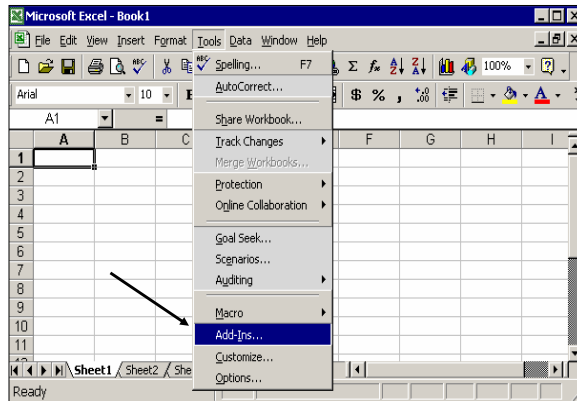 Microsoft Excel - Book1
File Edit View Insert Format Tools Data Window Help
Σ fx 100%
Arial 10 $ % ,
A1 =
A B C F G H I
1
2
3
4
5
6
7
8
9
10
11
Spelling... F7
AutoCorrect...
Share Workbook...
Track Changes
Merge Workbooks...
Protection
Online Collaboration
Goal Seek...
Scenarios...
Auditing
Macro
Add-Ins...
Customize...
Options...
Sheet1 Sheet2 She
Ready